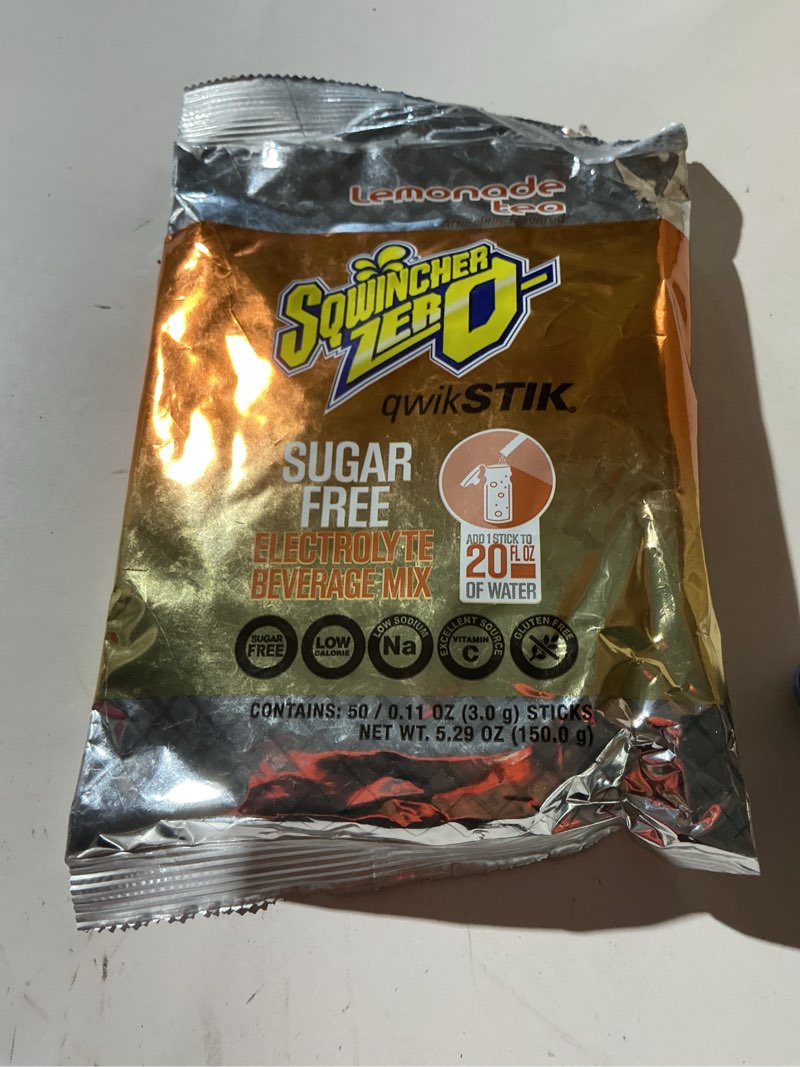 Lemonade
tea
Artificially Flavored
SQWINCHER
ZERO
qwikSTIK®
SUGAR
FREE
ELECTROLYTE
BEVERAGE MIX
ADD 1 STICK TO
20 FL OZ
OF WATER
SUGAR
FREE
LOW
CALORIE
LOW SODIUM
Na
EXCELLENT SOURCE
VITAMIN
C
GLUTEN FREE
CONTAINS: 50 / 0.11 OZ (3.0 g) STICKS
NET WT. 5.29 OZ (150.0 g)